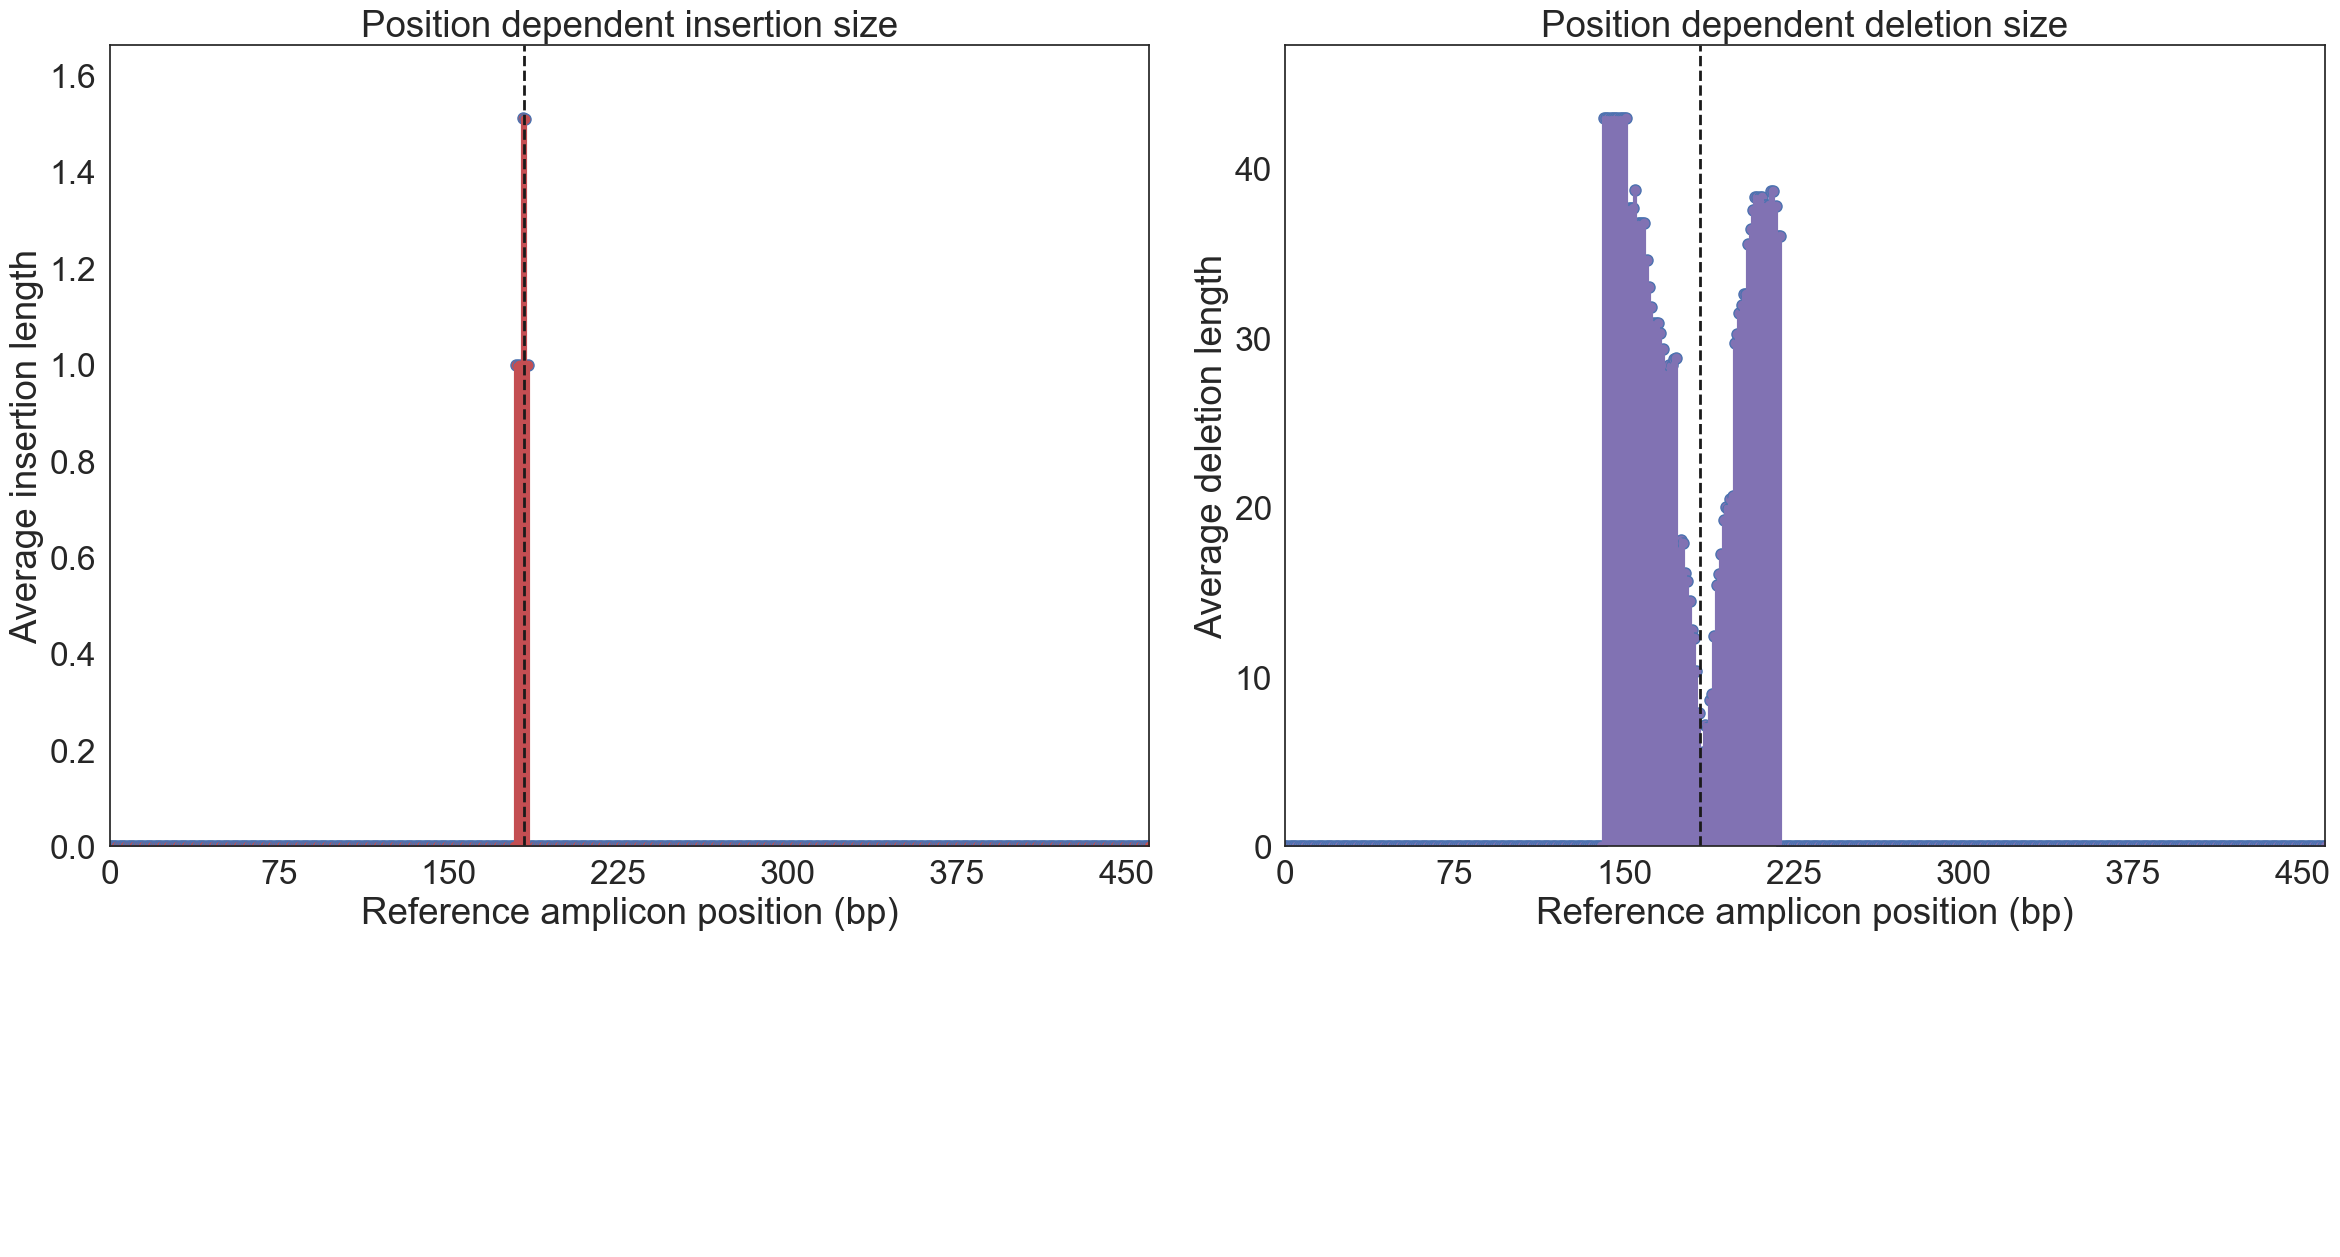 Position dependent insertion size
Average insertion length
1.6
1.4
1.2
1.0
0.8
0.6
0.4
0.2
0.0
0 75 150 225 300 375 450
Reference amplicon position (bp)
Position dependent deletion size
Average deletion length
40
30
20
10
0
0 75 150 225 300 375 450
Reference amplicon position (bp)